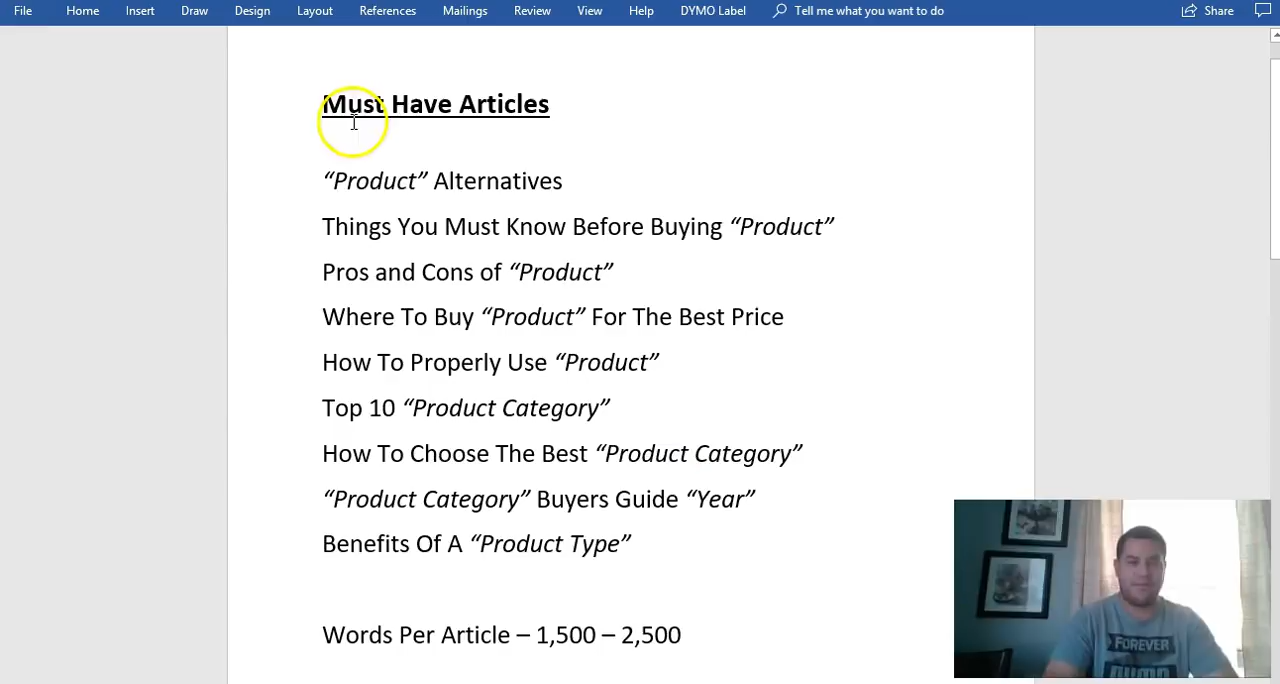 File Home Insert Draw Design Layout References Mailings Review View Help DYMO Label Tell me what you want to do Share
Must Have Articles
“Product” Alternatives
Things You Must Know Before Buying “Product”
Pros and Cons of “Product”
Where To Buy “Product” For The Best Price
How To Properly Use “Product”
Top 10 “Product Category”
How To Choose The Best “Product Category”
“Product Category” Buyers Guide “Year”
Benefits Of A “Product Type”
Words Per Article – 1,500 – 2,500
FOREVER